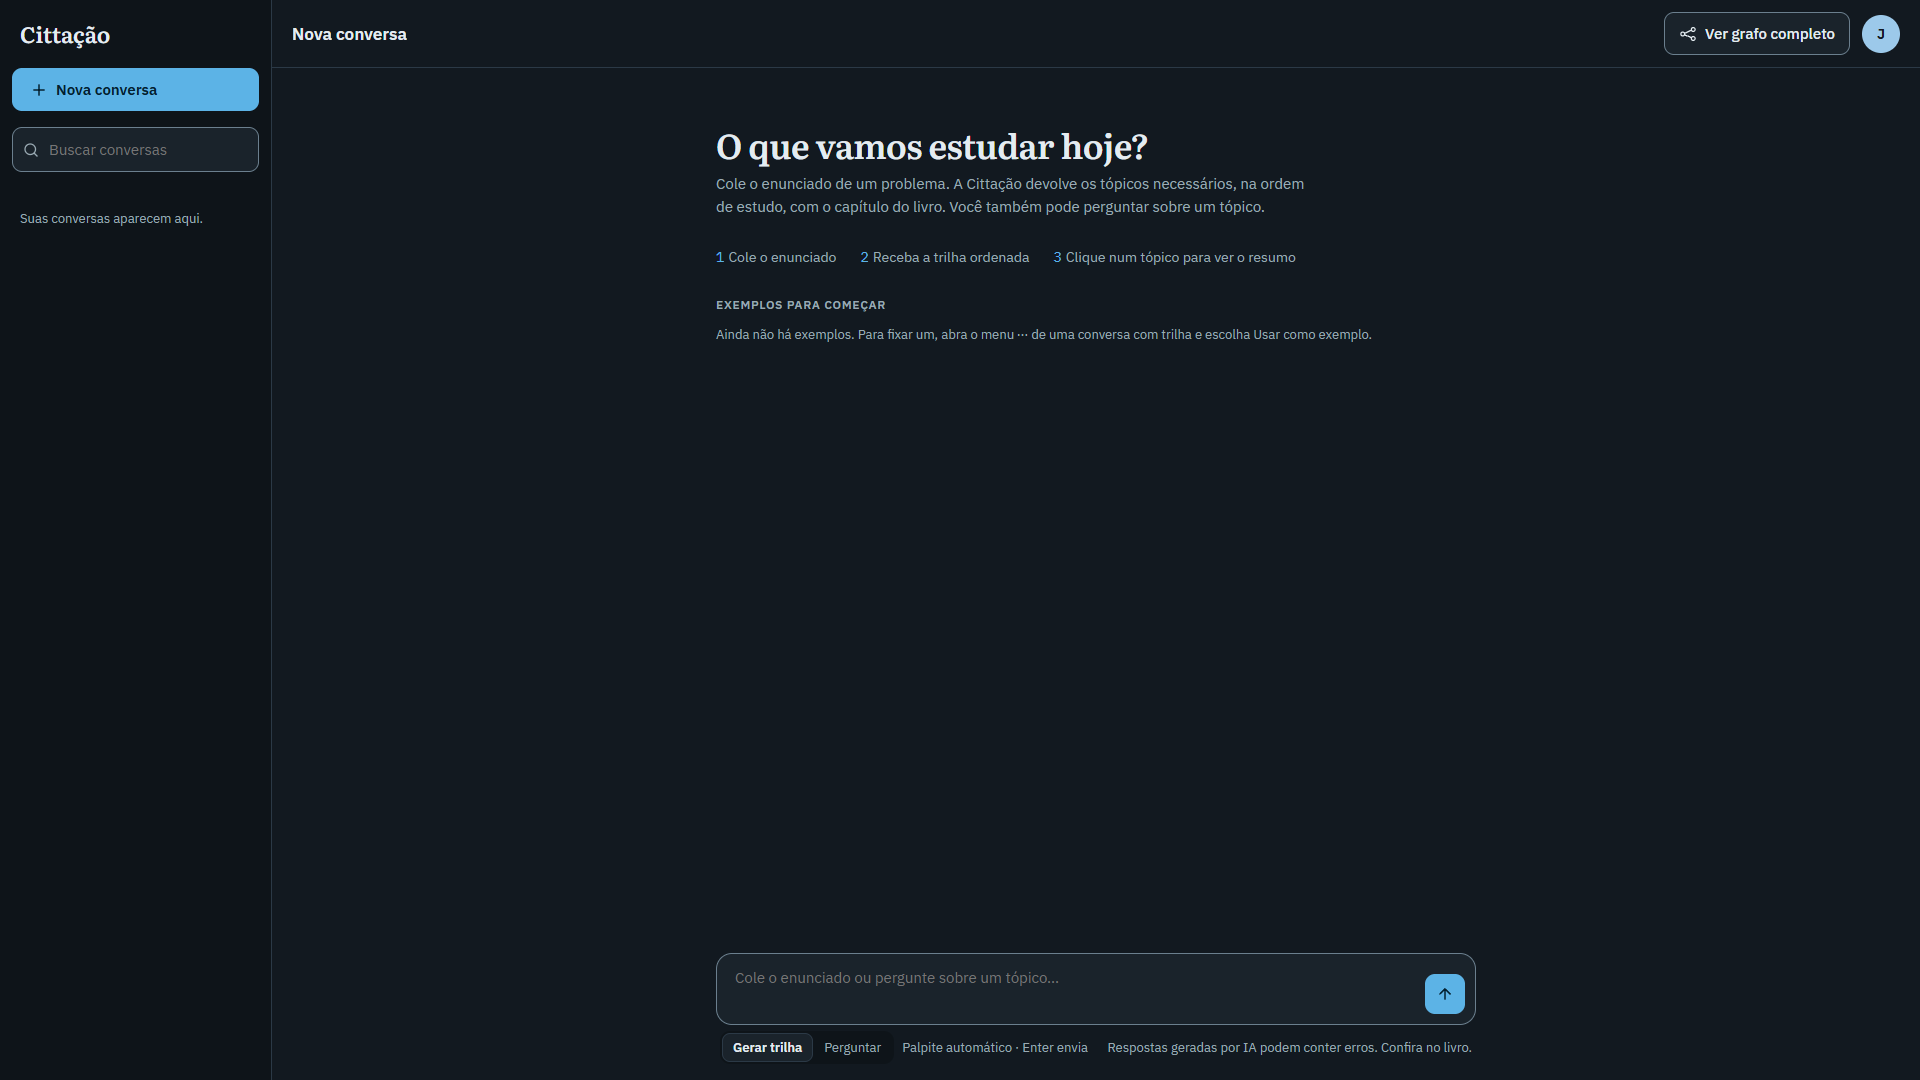 Cittação
Nova conversa
Buscar conversas
Suas conversas aparecem aqui.
Nova conversa
Ver grafo completo
J
O que vamos estudar hoje?
Cole o enunciado de um problema. A Cittação devolve os tópicos necessários, na ordem
de estudo, com o capítulo do livro. Você também pode perguntar sobre um tópico.
1 Cole o enunciado 2 Receba a trilha ordenada 3 Clique num tópico para ver o resumo
EXEMPLOS PARA COMEÇAR
Ainda não há exemplos. Para fixar um, abra o menu ··· de uma conversa com trilha e escolha Usar como exemplo.
Cole o enunciado ou pergunte sobre um tópico...
Gerar trilha Perguntar Palpite automático · Enter envia Respostas geradas por IA podem conter erros. Confira no livro.